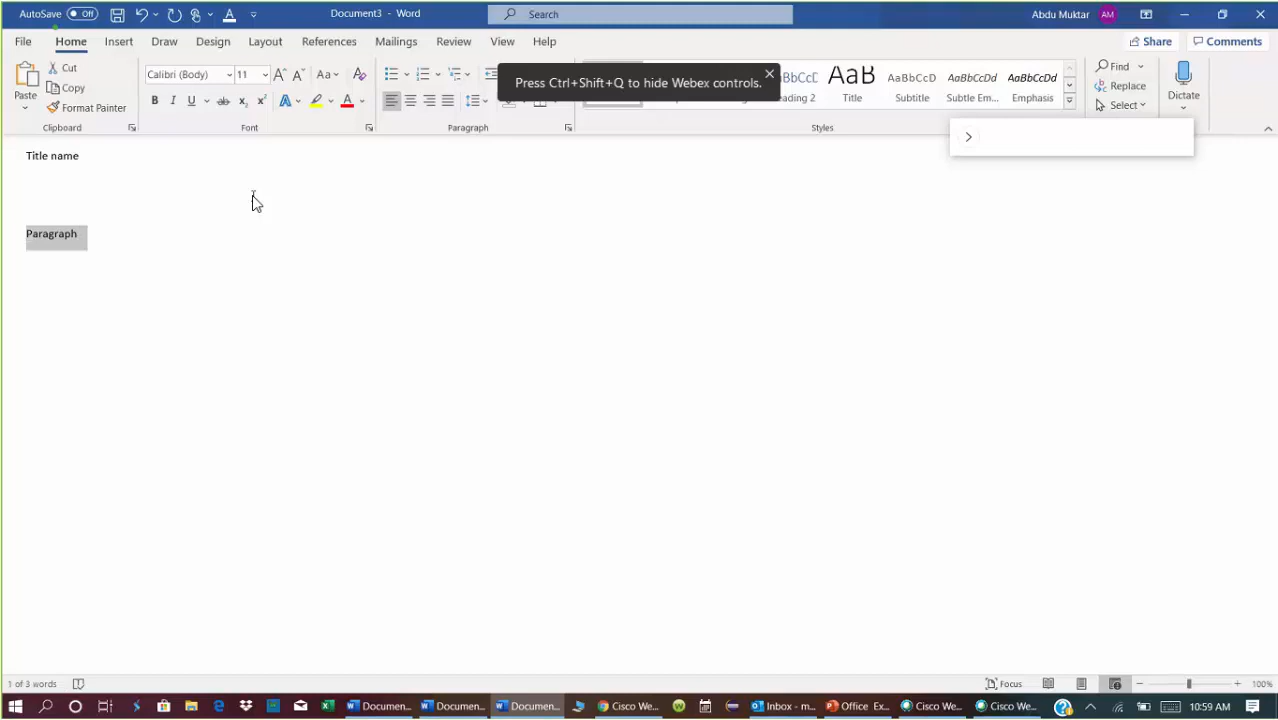 AutoSave Off Document3 - Word Search Abdu Muktar AM
File Home Insert Draw Design Layout References Mailings Review View Help Share Comments
Paste Cut Copy Format Painter
Calibri (Body) 11
Press Ctrl+Shift+Q to hide Webex controls.
Heading 2 Title Subtitle Subtle Em... Emphasis
AaB AaBbCcD AaBbCcDd AaBbCcDd
Find Replace Select
Dictate
Clipboard Font Paragraph Styles
Title name
Paragraph
1 of 3 words Focus 100%
Documen... Documen... Documen... Cisco We... Inbox - m... Office Ex... Cisco We... Cisco We... 10:59 AM